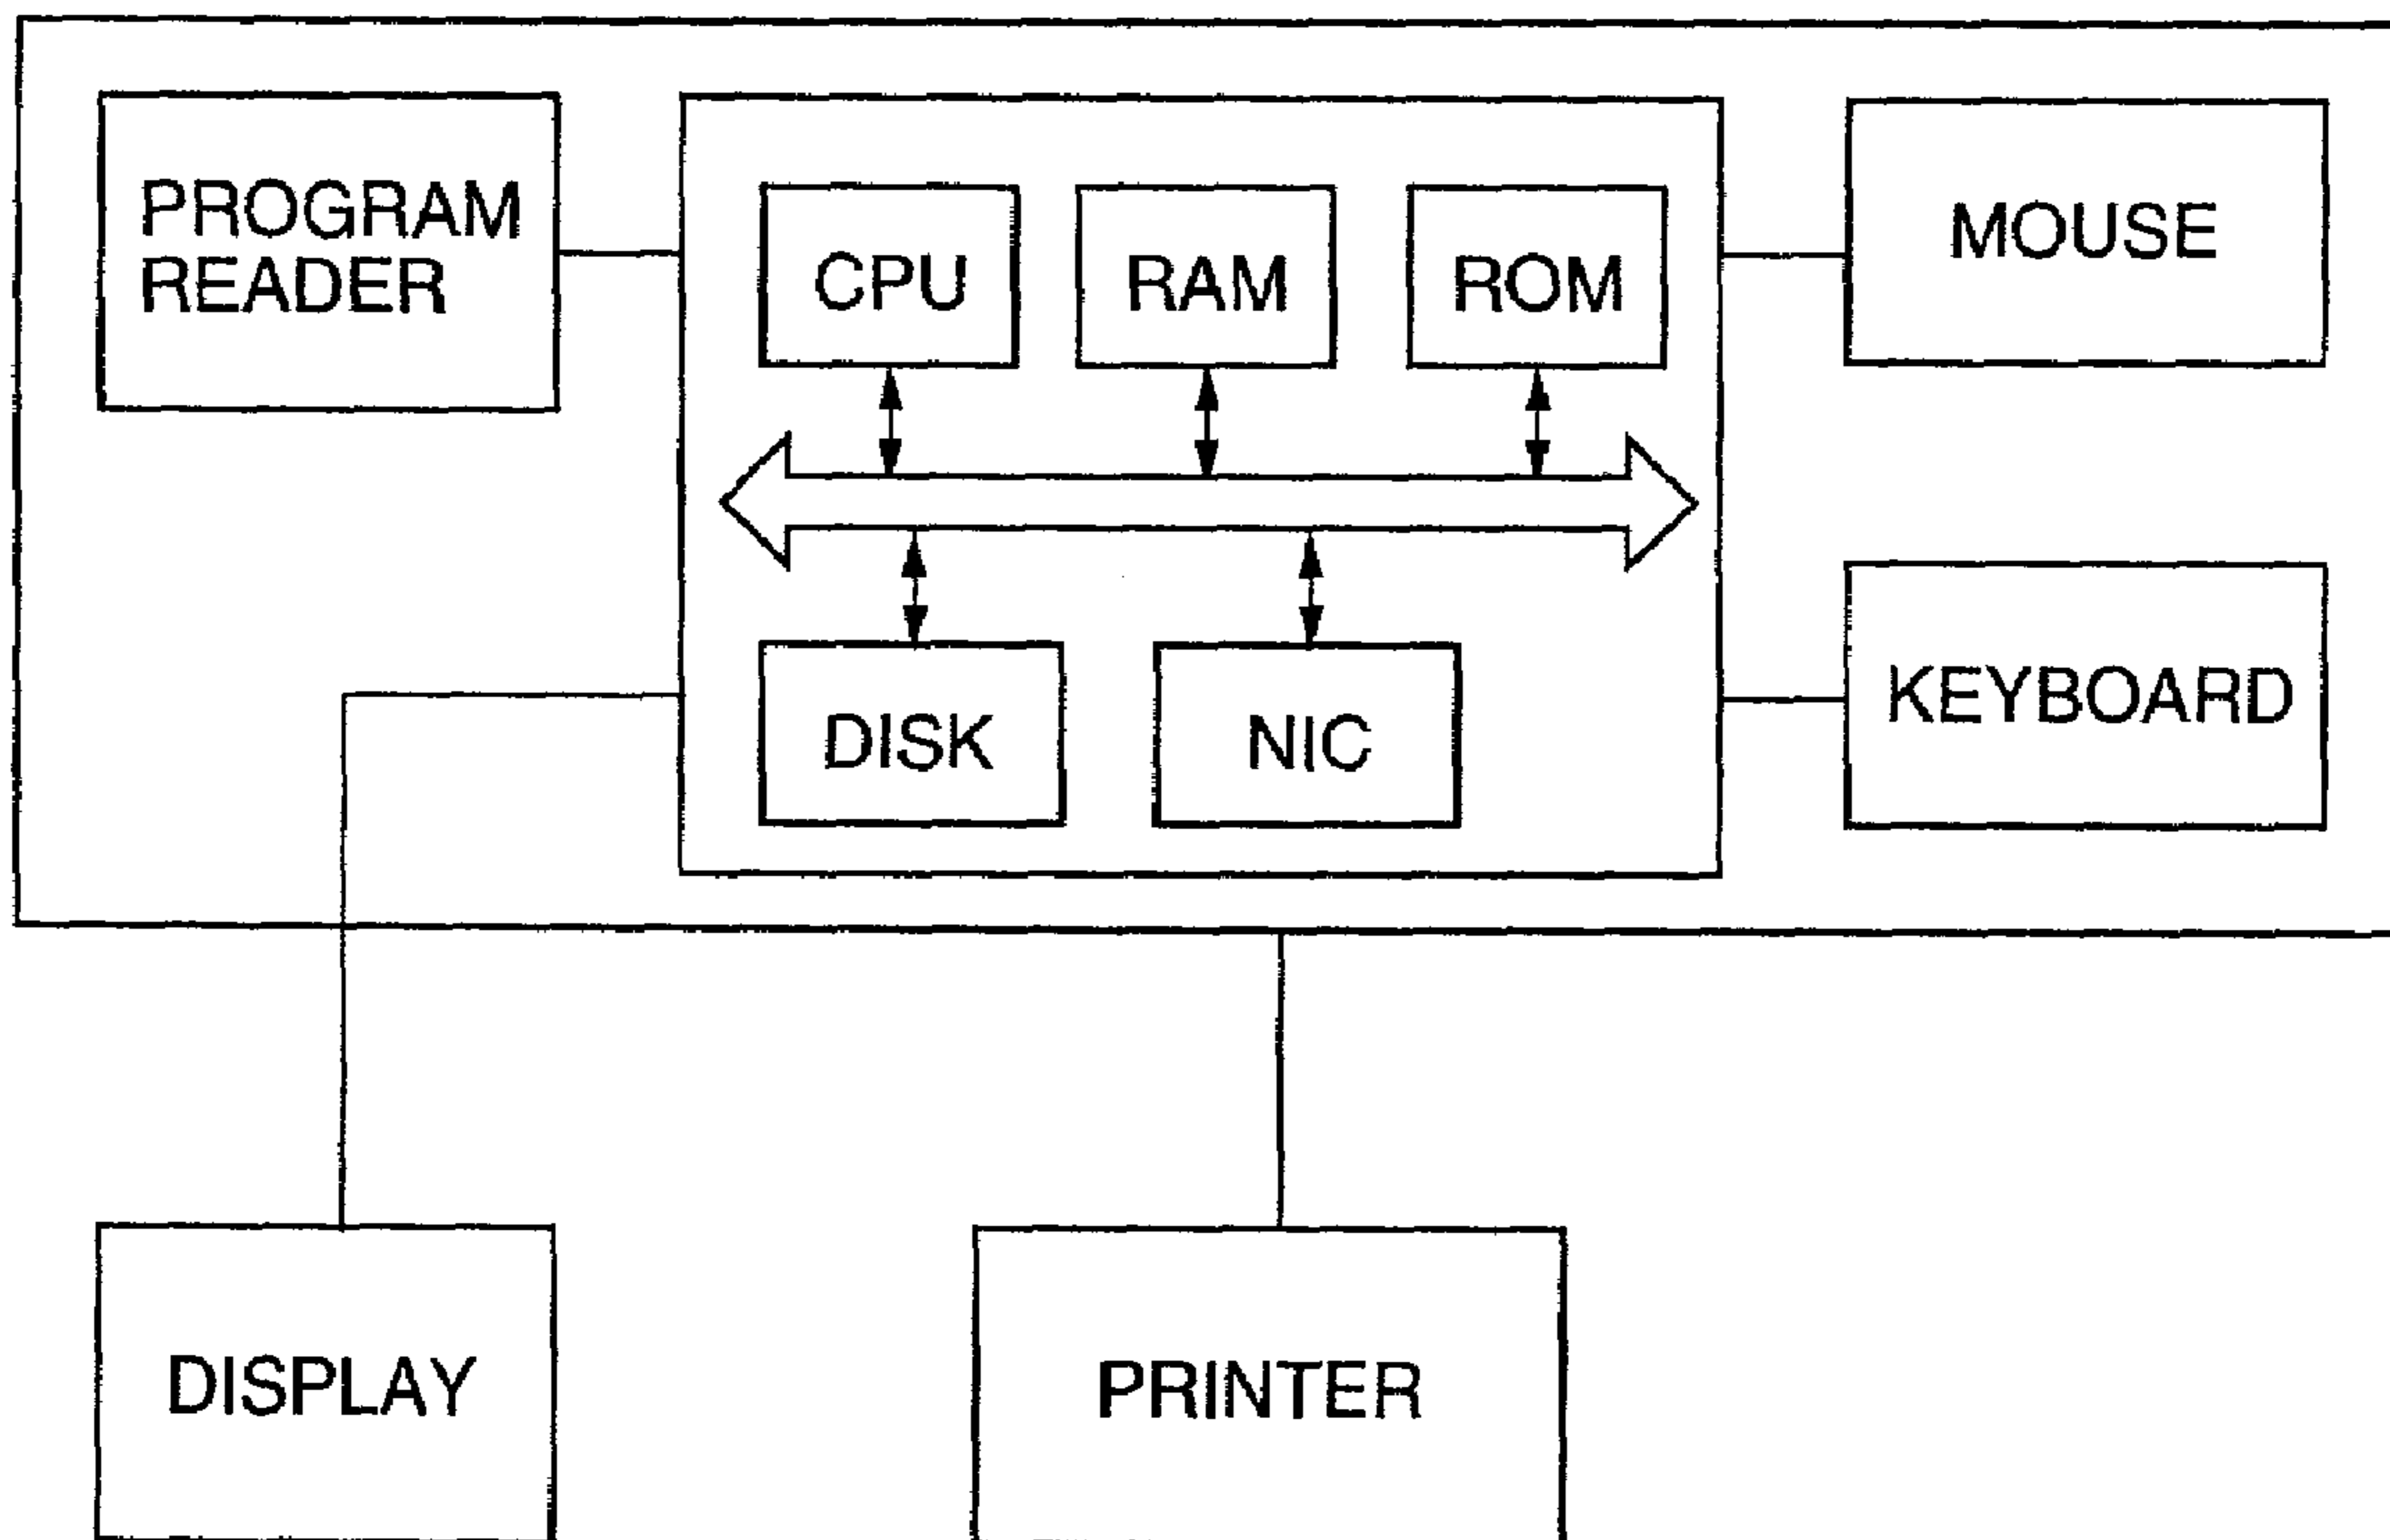 PROGRAM
READER
CPU
RAM
ROM
MOUSE
DISK
NIC
KEYBOARD
DISPLAY
PRINTER